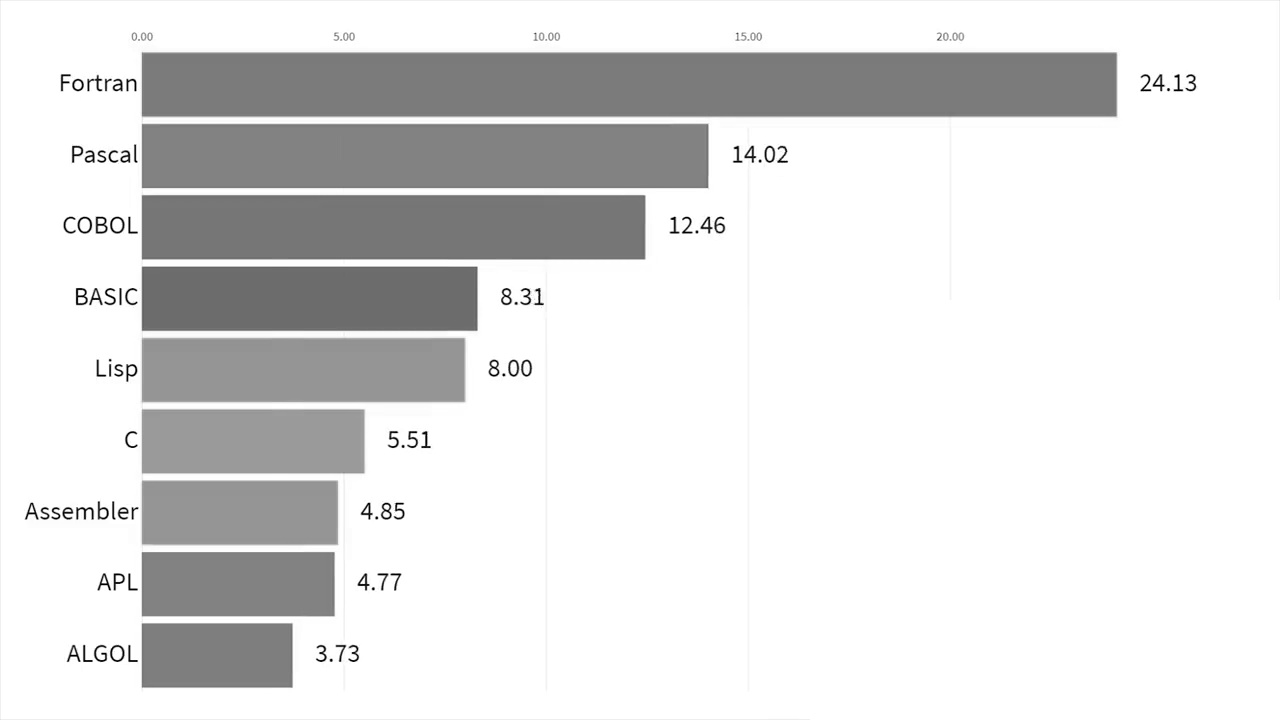 0.00 5.00 10.00 15.00 20.00
Fortran 24.13
Pascal 14.02
COBOL 12.46
BASIC 8.31
Lisp 8.00
C 5.51
Assembler 4.85
APL 4.77
ALGOL 3.73